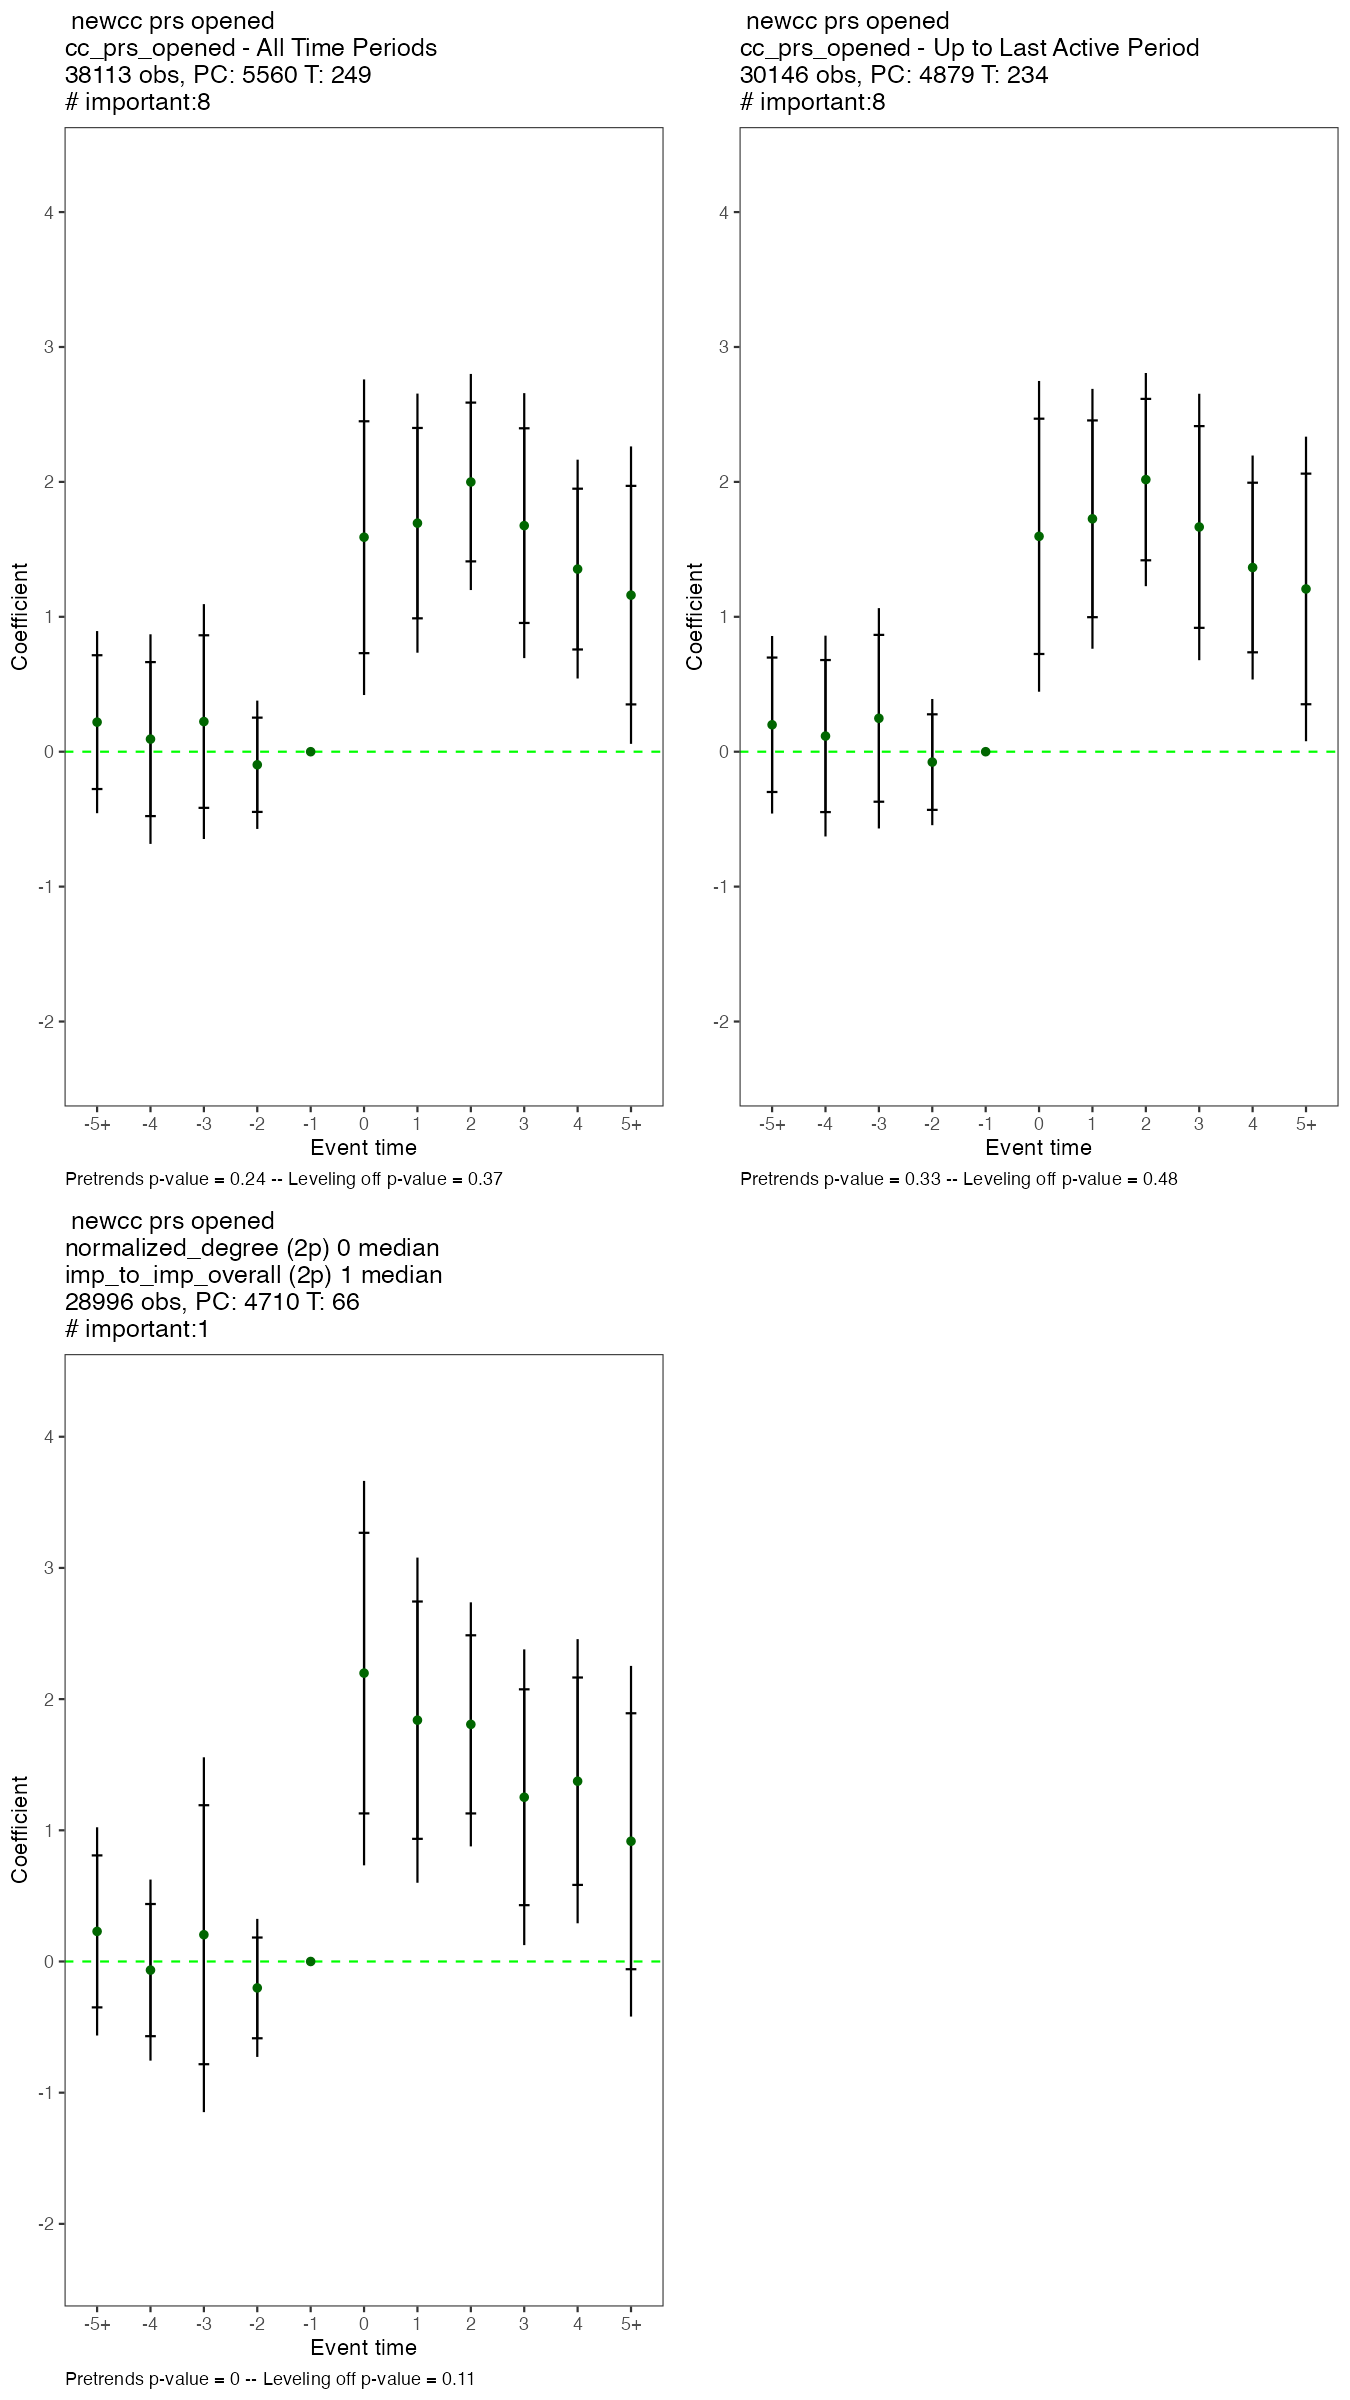 newcc prs opened
cc_prs_opened - All Time Periods
38113 obs, PC: 5560 T: 249
# important:8
4
3
2
1
0
-1
-2
Coefficient
-5+ -4 -3 -2 -1 0 1 2 3 4 5+
Event time
Pretrends p-value = 0.24 -- Leveling off p-value = 0.37
newcc prs opened
cc_prs_opened - Up to Last Active Period
30146 obs, PC: 4879 T: 234
# important:8
4
3
2
1
0
-1
-2
Coefficient
-5+ -4 -3 -2 -1 0 1 2 3 4 5+
Event time
Pretrends p-value = 0.33 -- Leveling off p-value = 0.48
newcc prs opened
normalized_degree (2p) 0 median
imp_to_imp_overall (2p) 1 median
28996 obs, PC: 4710 T: 66
# important:1
4
3
2
1
0
-1
-2
Coefficient
-5+ -4 -3 -2 -1 0 1 2 3 4 5+
Event time
Pretrends p-value = 0 -- Leveling off p-value = 0.11